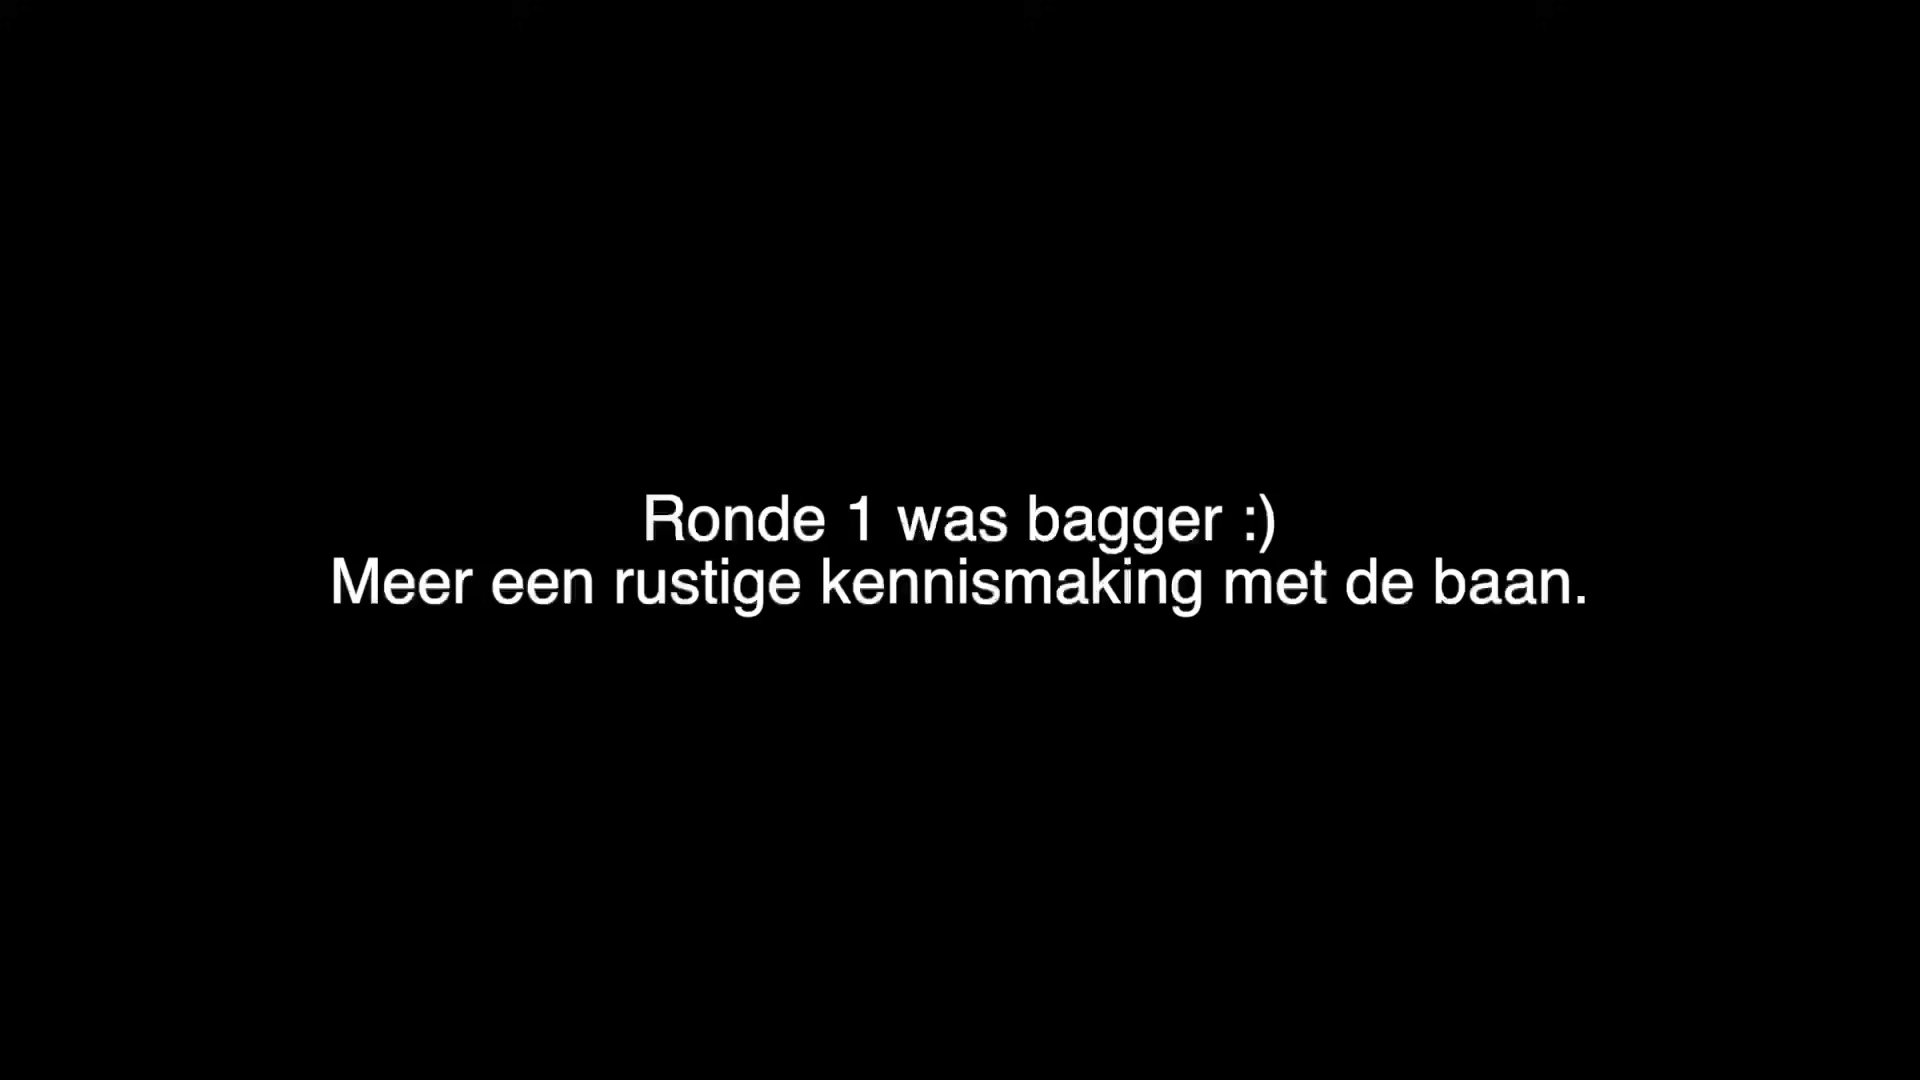 Ronde 1 was bagger :)
Meer een rustige kennismaking met de baan.